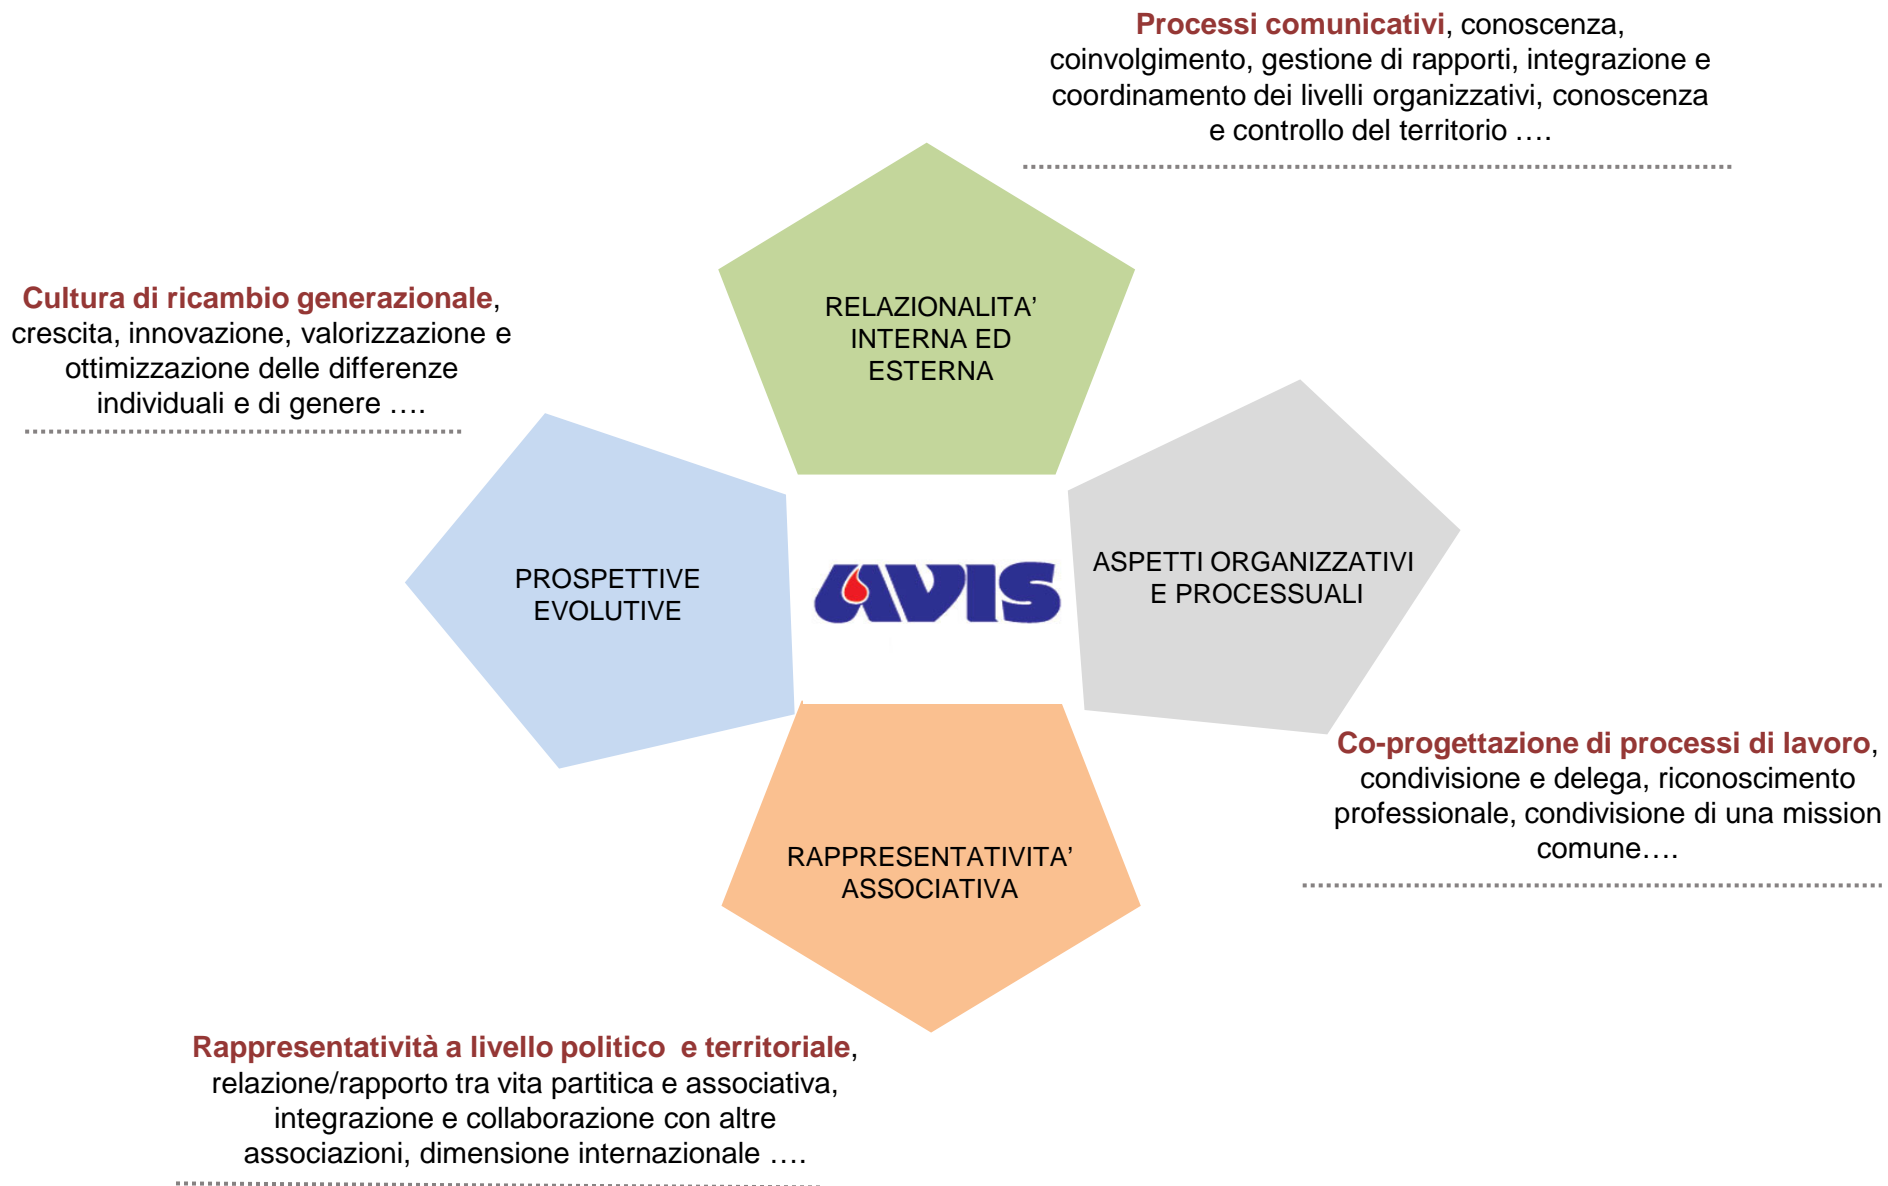 Processi comunicativi, conoscenza,
coinvolgimento, gestione di rapporti, integrazione e
coordinamento dei livelli organizzativi, conoscenza
e controllo del territorio ….
Cultura di ricambio generazionale,
crescita, innovazione, valorizzazione e
ottimizzazione delle differenze
individuali e di genere ….
RELAZIONALITA’
INTERNA ED
ESTERNA
PROSPETTIVE
EVOLUTIVE
AVIS
ASPETTI ORGANIZZATIVI
E PROCESSUALI
Co-progettazione di processi di lavoro,
condivisione e delega, riconoscimento
professionale, condivisione di una mission
comune….
RAPPRESENTATIVITA’
ASSOCIATIVA
Rappresentatività a livello politico  e territoriale,
relazione/rapporto tra vita partitica e associativa,
integrazione e collaborazione con altre
associazioni, dimensione internazionale ….